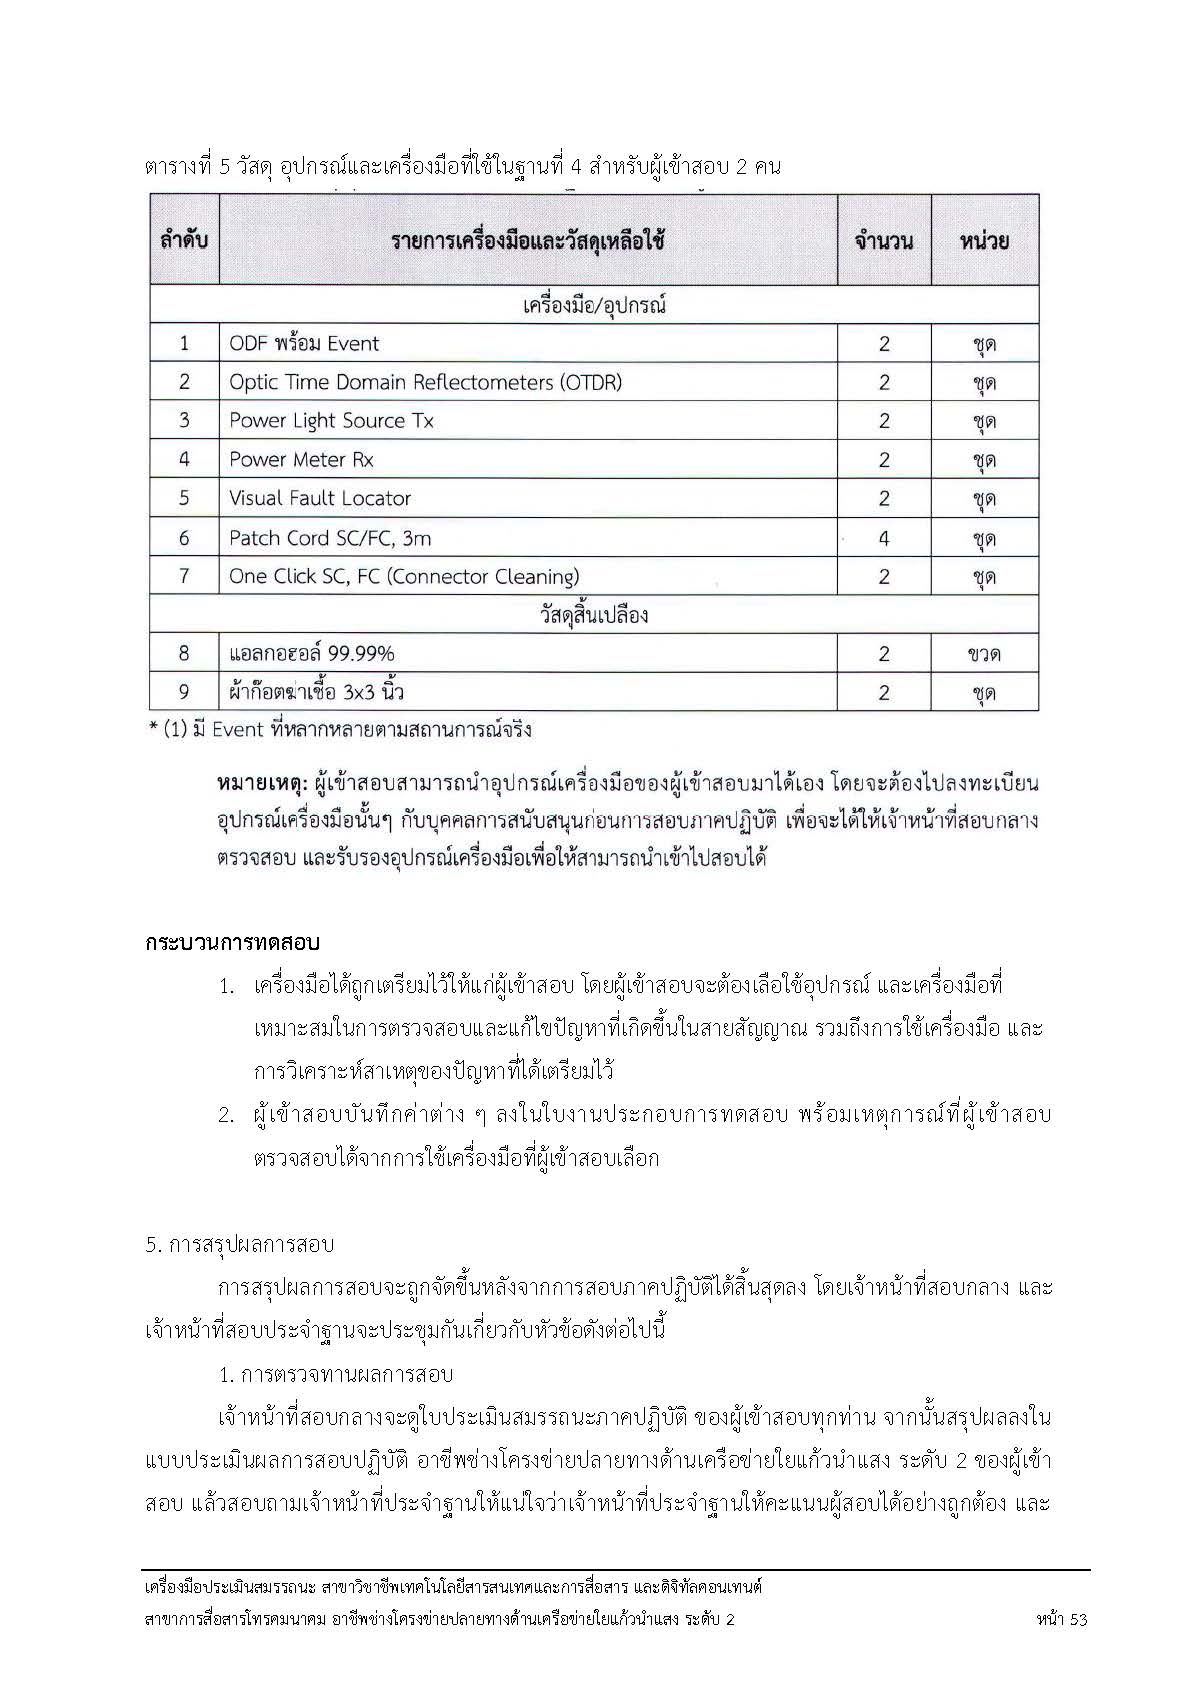 ตารางที่ 5 วัสดุ อุปกรณ์และเครื่องมือที่ใช้ในฐานที่ 4 สำหรับผู้เข้าสอบ 2 คน
ลำดับ รายการเครื่องมือและวัสดุเหลือใช้ จำนวน หน่วย
เครื่องมือ/อุปกรณ์
1 ODF พร้อม Event 2 ชุด
2 Optic Time Domain Reflectometers (OTDR) 2 ชุด
3 Power Light Source Tx 2 ชุด
4 Power Meter Rx 2 ชุด
5 Visual Fault Locator 2 ชุด
6 Patch Cord SC/FC, 3m 4 ชุด
7 One Click SC, FC (Connector Cleaning) 2 ชุด
วัสดุสิ้นเปลือง
8 แอลกอฮอล์ 99.99% 2 ขวด
9 ผ้าก๊อตฆ่าเชื้อ 3x3 นิ้ว 2 ชุด
* (1) มี Event ที่หลากหลายตามสถานการณ์จริง
หมายเหตุ: ผู้เข้าสอบสามารถนำอุปกรณ์เครื่องมือของผู้เข้าสอบมาได้เอง โดยจะต้องไปลงทะเบียน
อุปกรณ์เครื่องมือนั้นๆ กับบุคคลการสนับสนุนก่อนการสอบภาคปฏิบัติ เพื่อจะได้ให้เจ้าหน้าที่สอบกลาง
ตรวจสอบ และรับรองอุปกรณ์เครื่องมือเพื่อให้สามารถนำเข้าไปสอบได้
กระบวนการทดสอบ
1. เครื่องมือได้ถูกเตรียมไว้ให้แก่ผู้เข้าสอบ โดยผู้เข้าสอบจะต้องเลือใช้อุปกรณ์ และเครื่องมือที่
เหมาะสมในการตรวจสอบและแก้ไขปัญหาที่เกิดขึ้นในสายสัญญาณ รวมถึงการใช้เครื่องมือ และ
การวิเคราะห์สาเหตุของปัญหาที่ได้เตรียมไว้
2. ผู้เข้าสอบบันทึกค่าต่าง ๆ ลงในใบงานประกอบการทดสอบ พร้อมเหตุการณ์ที่ผู้เข้าสอบ
ตรวจสอบได้จากการใช้เครื่องมือที่ผู้เข้าสอบเลือก
5. การสรุปผลการสอบ
การสรุปผลการสอบจะถูกจัดขึ้นหลังจากการสอบภาคปฏิบัติได้สิ้นสุดลง โดยเจ้าหน้าที่สอบกลาง และ
เจ้าหน้าที่สอบประจำฐานจะประชุมกันเกี่ยวกับหัวข้อดังต่อไปนี้
1. การตรวจทานผลการสอบ
เจ้าหน้าที่สอบกลางจะดูใบประเมินสมรรถนะภาคปฏิบัติ ของผู้เข้าสอบทุกท่าน จากนั้นสรุปผลลงใน
แบบประเมินผลการสอบปฏิบัติ อาชีพช่างโครงข่ายปลายทางด้านเครือข่ายใยแก้วนำแสง ระดับ 2 ของผู้เข้า
สอบ แล้วสอบถามเจ้าหน้าที่ประจำฐานให้แน่ใจว่าเจ้าหน้าที่ประจำฐานให้คะแนนผู้สอบได้อย่างถูกต้อง และ
เครื่องมือประเมินสมรรถนะ สาขาวิชาชีพเทคโนโลยีสารสนเทศและการสื่อสาร และดิจิทัลคอนเทนต์
สาขาการสื่อสารโทรคมนาคม อาชีพช่างโครงข่ายปลายทางด้านเครือข่ายใยแก้วนำแสง ระดับ 2 หน้า 53